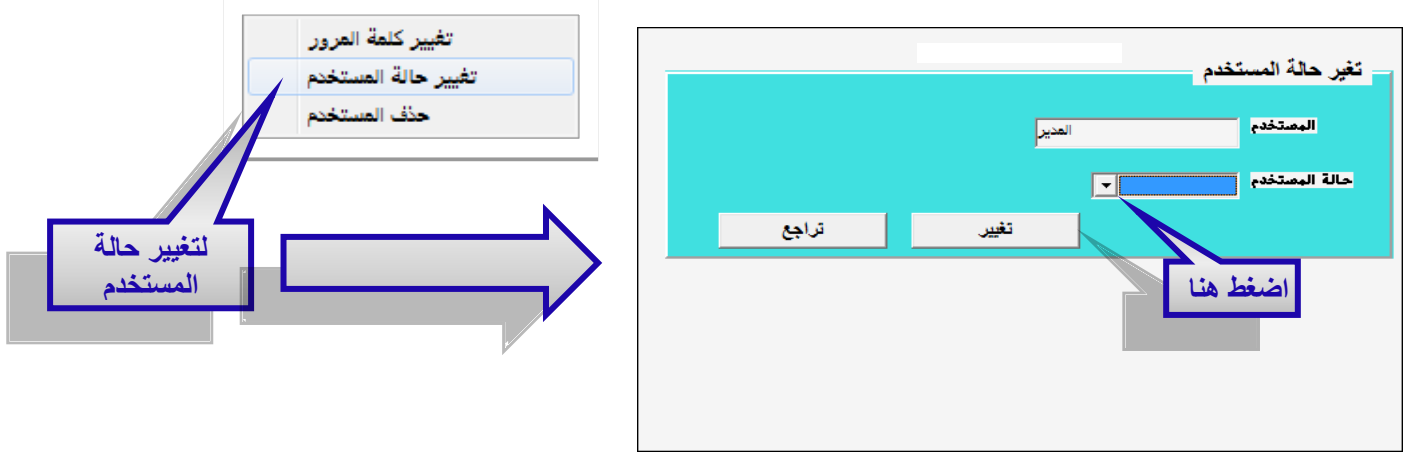 تغيير كلمة المرور
تغيير حالة المستخدم
حذف المستخدم
لتغيير حالة
المستخدم
تغير حالة المستخدم
المستخدم
المدير
حالة المستخدم
تغيير
تراجع
اضغط هنا